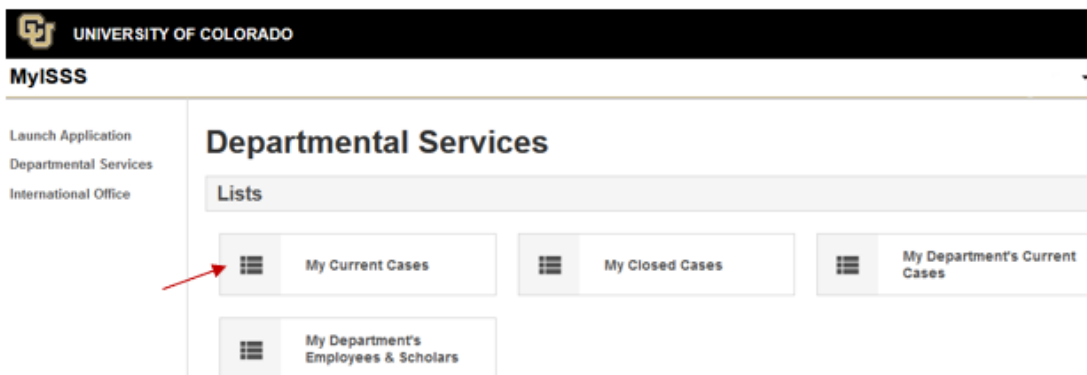 CU UNIVERSITY OF COLORADO
MyISSS
Launch Application
Departmental Services
International Office
Departmental Services
Lists
My Current Cases
My Closed Cases
My Department's Current
Cases
My Department's
Employees & Scholars